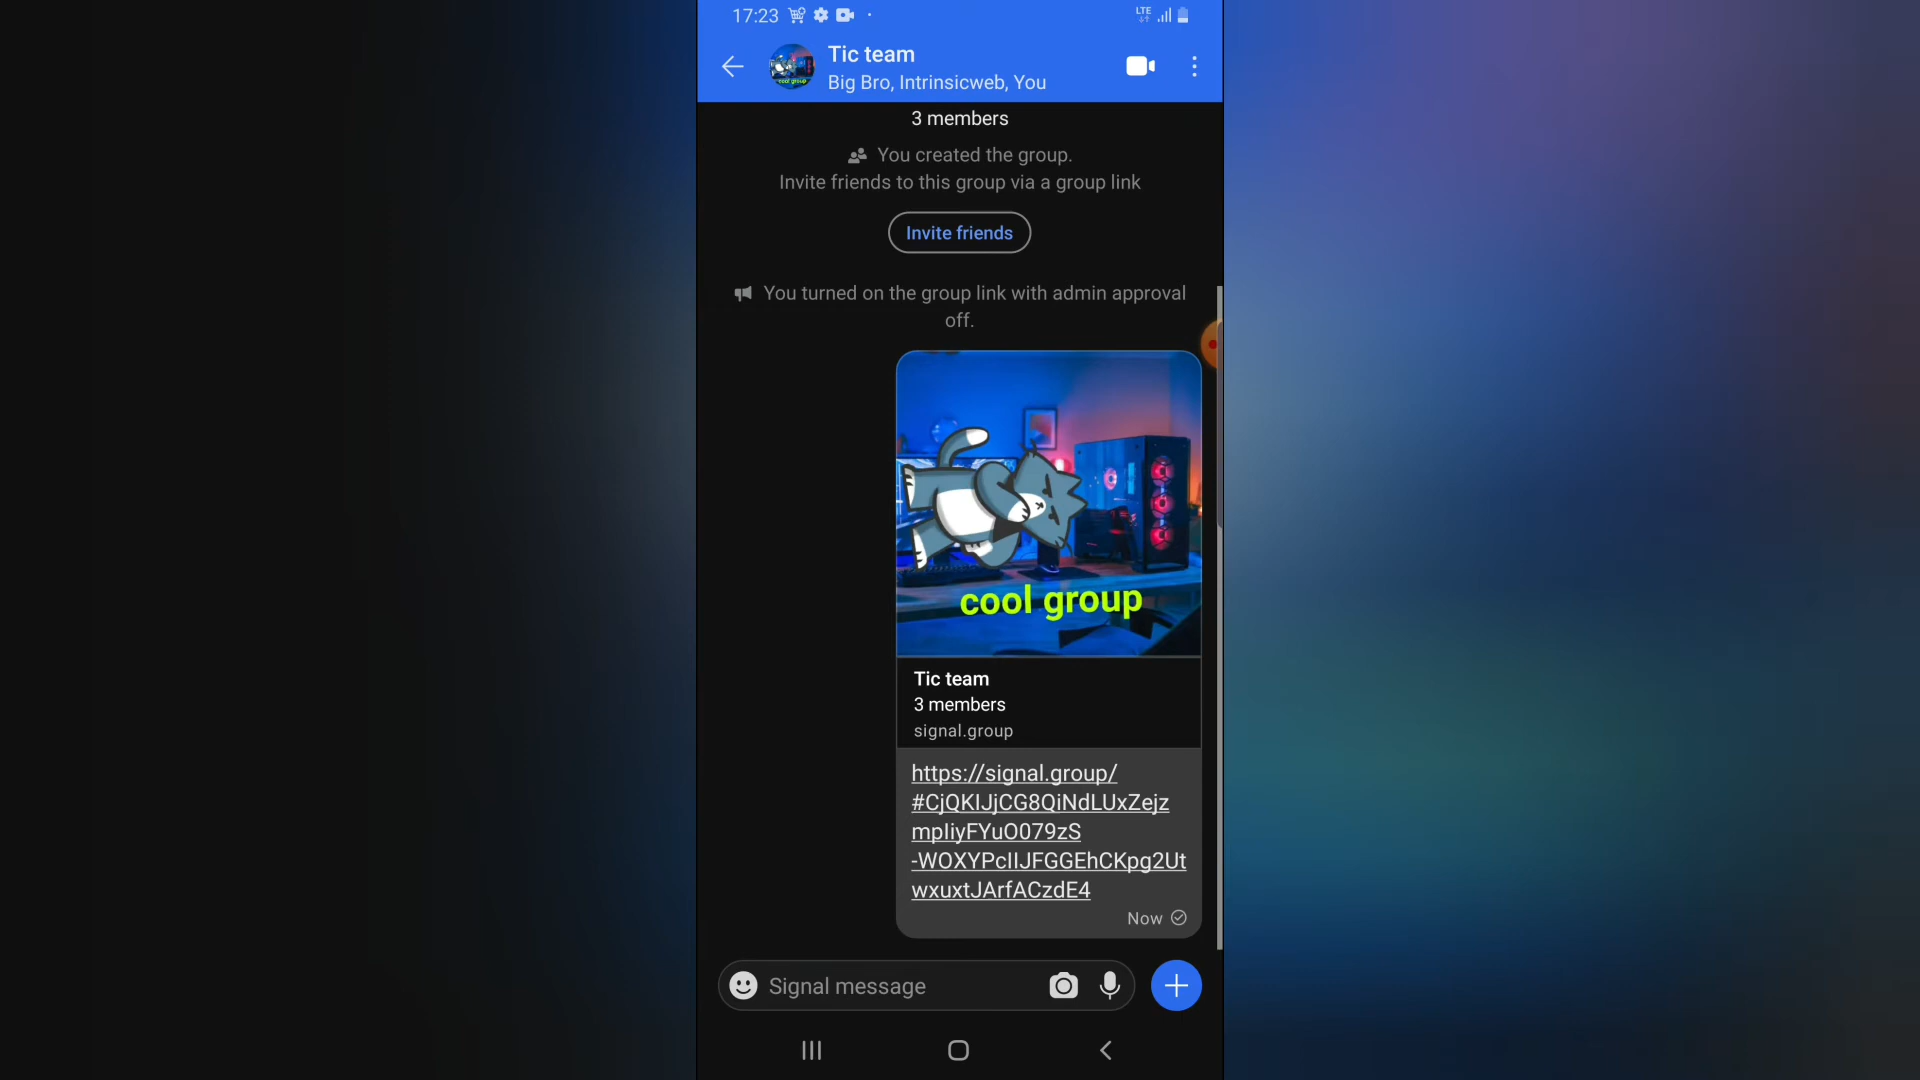 17:23
LTE
Tic team
Big Bro, Intrinsicweb, You
3 members
You created the group.
Invite friends to this group via a group link
Invite friends
You turned on the group link with admin approval
off.
cool group
Tic team
3 members
signal.group
https://signal.group/
#CjQKIJjCG8QiNdLUxZejz
mpIiyFYuO079zS
-WOXYPcIIJFGGEhCKpg2Ut
wxuxtJArfACzdE4
Now
Signal message